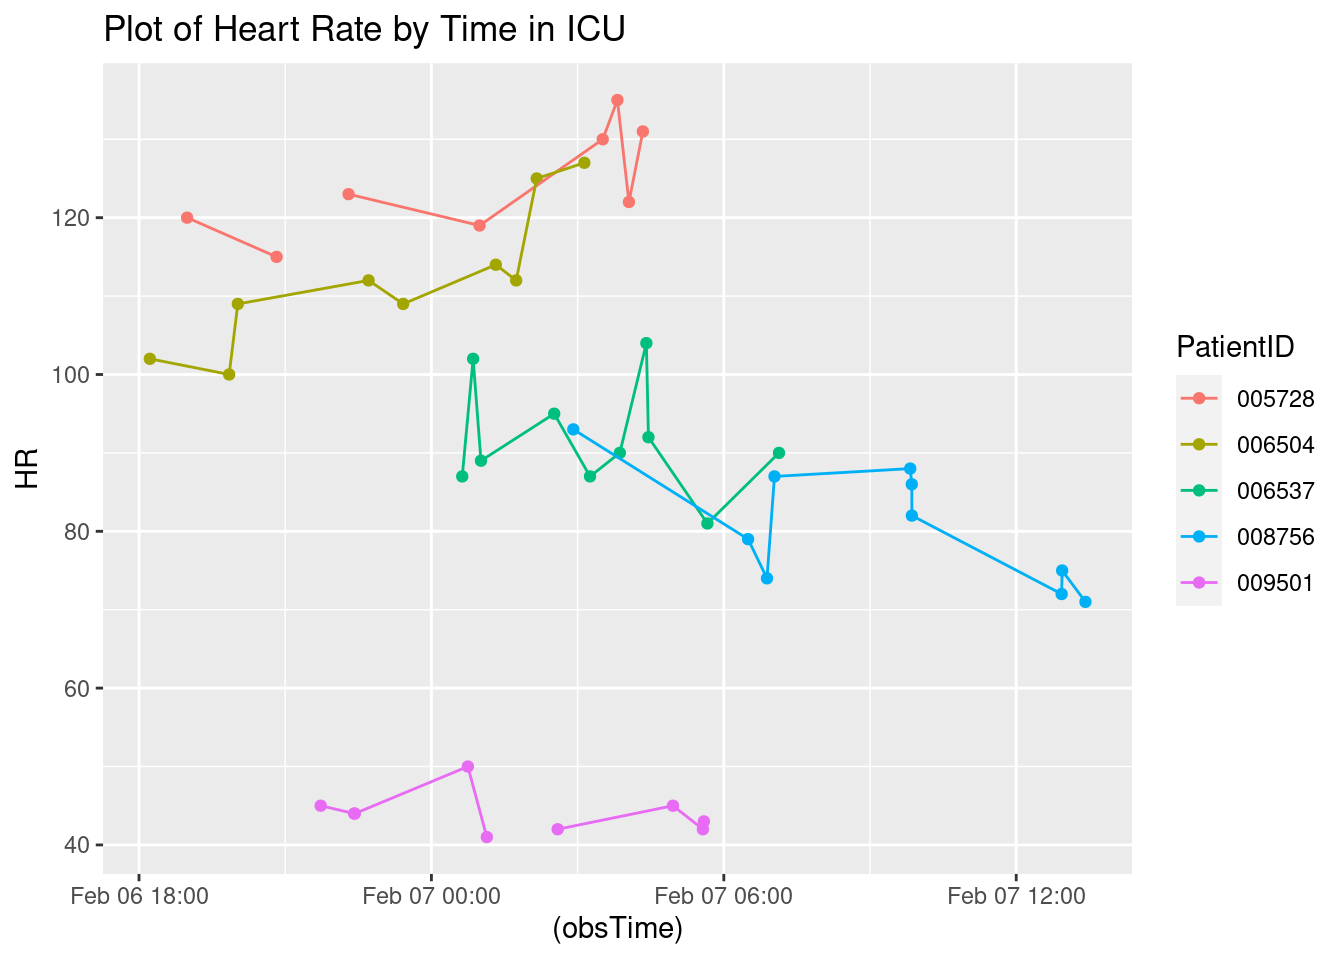 Plot of Heart Rate by Time in ICU
HR
120
100
80
60
40
Feb 06 18:00
Feb 07 00:00
Feb 07 06:00
Feb 07 12:00
(obsTime)
PatientID
005728
006504
006537
008756
009501